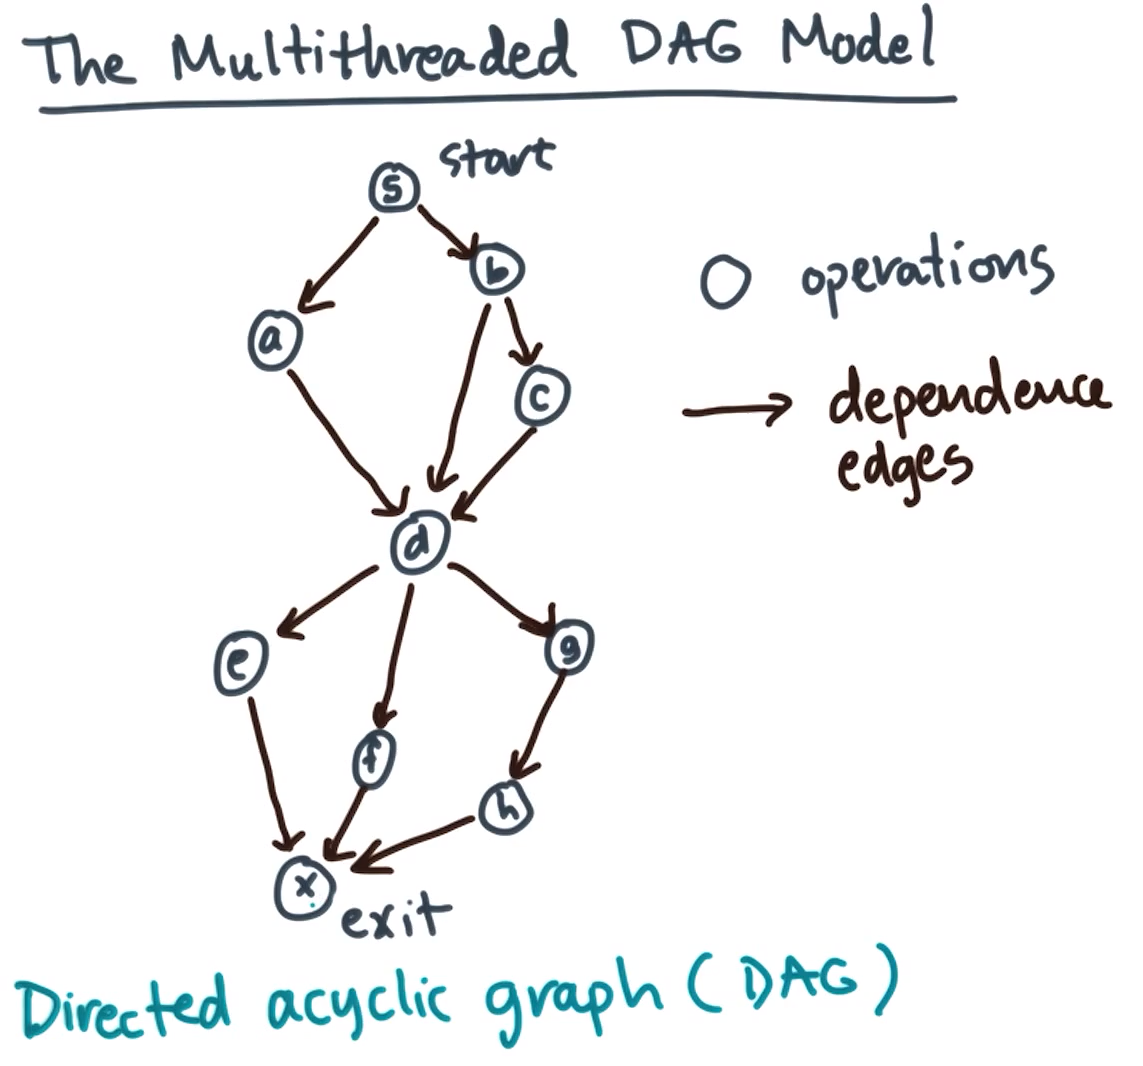 The Multithreaded DAG Model
start
s
b
a
c
d
e
g
f
h
x
exit
operations
dependence
edges
Directed acyclic graph (DAG)